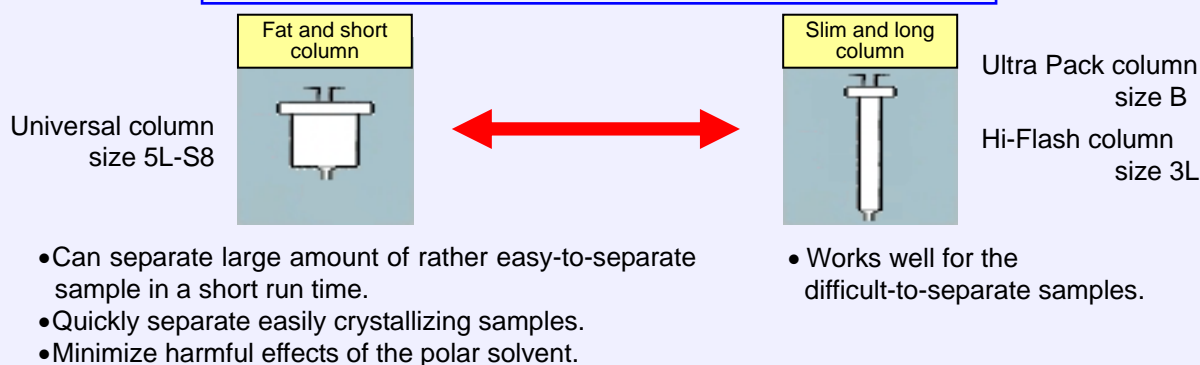 Fat and short
column
Slim and long
column
Universal column
size 5L-S8
Ultra Pack column
size B
Hi-Flash column
size 3L
•Can separate large amount of rather easy-to-separate
sample in a short run time.
•Quickly separate easily crystallizing samples.
•Minimize harmful effects of the polar solvent.
• Works well for the
difficult-to-separate samples.